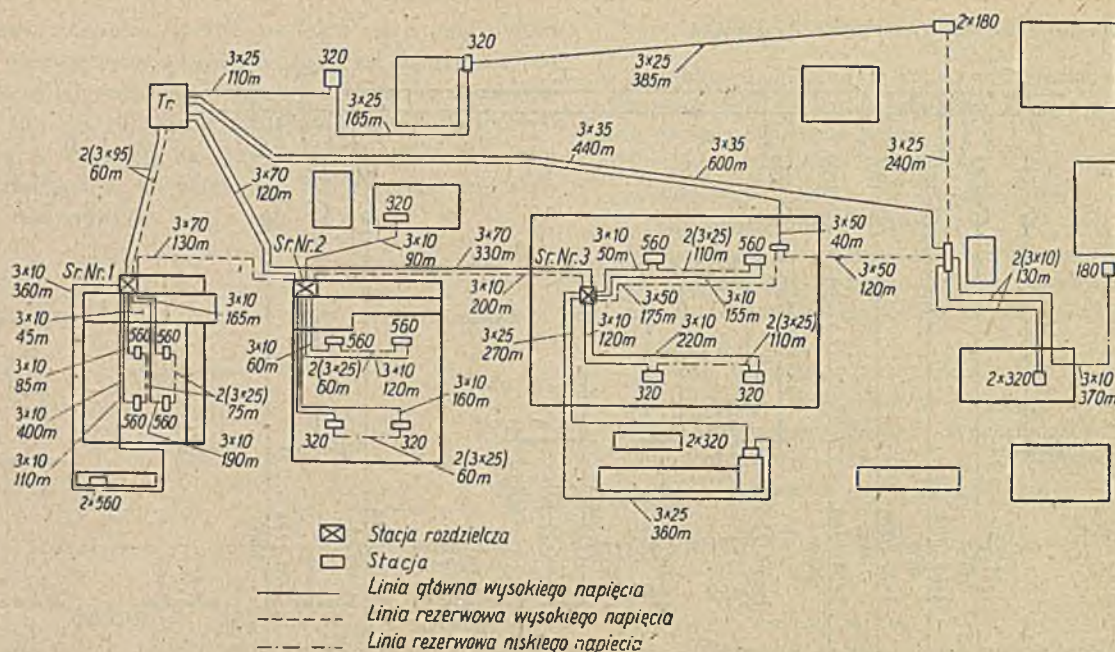 3×25
110m
320
320
2×180
Tr.
3×25
165m
3×25
385m
2(3×95)
60m
3×70
120m
3×35
440m
3×35
600m
3×25
240m
3×70
130m
320
3×10
90m
3×70
330m
3×10
200m
3×10
360m
Sr.Nr.1
Sr.Nr.2
Sr.Nr.3
3×10
50m
560
2(3×25)
110m
560
3×50
40m
3×50
120m
2(3×10)
130m
180
3×10
45m
3×10
165m
3×50
175m
3×10
155m
3×25
270m
3×10
120m
3×10
220m
2(3×25)
110m
3×10
85m
560
560
3×10
60m
560
560
2(3×25)
60m
3×10
120m
3×10
400m
2(3×25)
75m
560
560
3×10
160m
320
320
2×320
3×10
370m
3×10
110m
3×10
190m
320
320
2(3×25)
60m
2×320
2×560
3×25
360m
Stacja rozdzielcza
Stacja
Linia główna wysokiego napięcia
Linia rezerwowa wysokiego napięcia
Linia rezerwowa niskiego napięcia